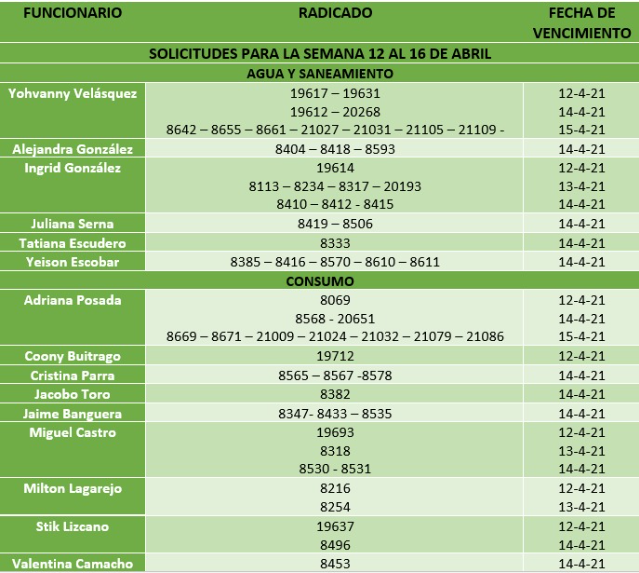 FUNCIONARIO RADICADO FECHA DE VENCIMIENTO
SOLICITUDES PARA LA SEMANA 12 AL 16 DE ABRIL
AGUA Y SANEAMIENTO
Yohvanny Velásquez 19617 – 19631 12-4-21
19612 – 20268 14-4-21
8642 – 8655 – 8661 – 21027 – 21031 – 21105 – 21109 - 15-4-21
Alejandra González 8404 – 8418 – 8593 14-4-21
Ingrid González 19614 12-4-21
8113 – 8234 – 8317 – 20193 13-4-21
8410 – 8412 - 8415 14-4-21
Juliana Serna 8419 – 8506 14-4-21
Tatiana Escudero 8333 14-4-21
Yeison Escobar 8385 – 8416 – 8570 – 8610 – 8611 14-4-21
CONSUMO
Adriana Posada 8069 12-4-21
8568 - 20651 14-4-21
8669 – 8671 – 21009 – 21024 – 21032 – 21079 – 21086 15-4-21
Coony Buitrago 19712 12-4-21
Cristina Parra 8565 – 8567 -8578 14-4-21
Jacobo Toro 8382 14-4-21
Jaime Banguera 8347- 8433 – 8535 14-4-21
Miguel Castro 19693 12-4-21
8318 13-4-21
8530 - 8531 14-4-21
Milton Lagarejo 8216 12-4-21
8254 13-4-21
Stik Lizcano 19637 12-4-21
8496 14-4-21
Valentina Camacho 8453 14-4-21